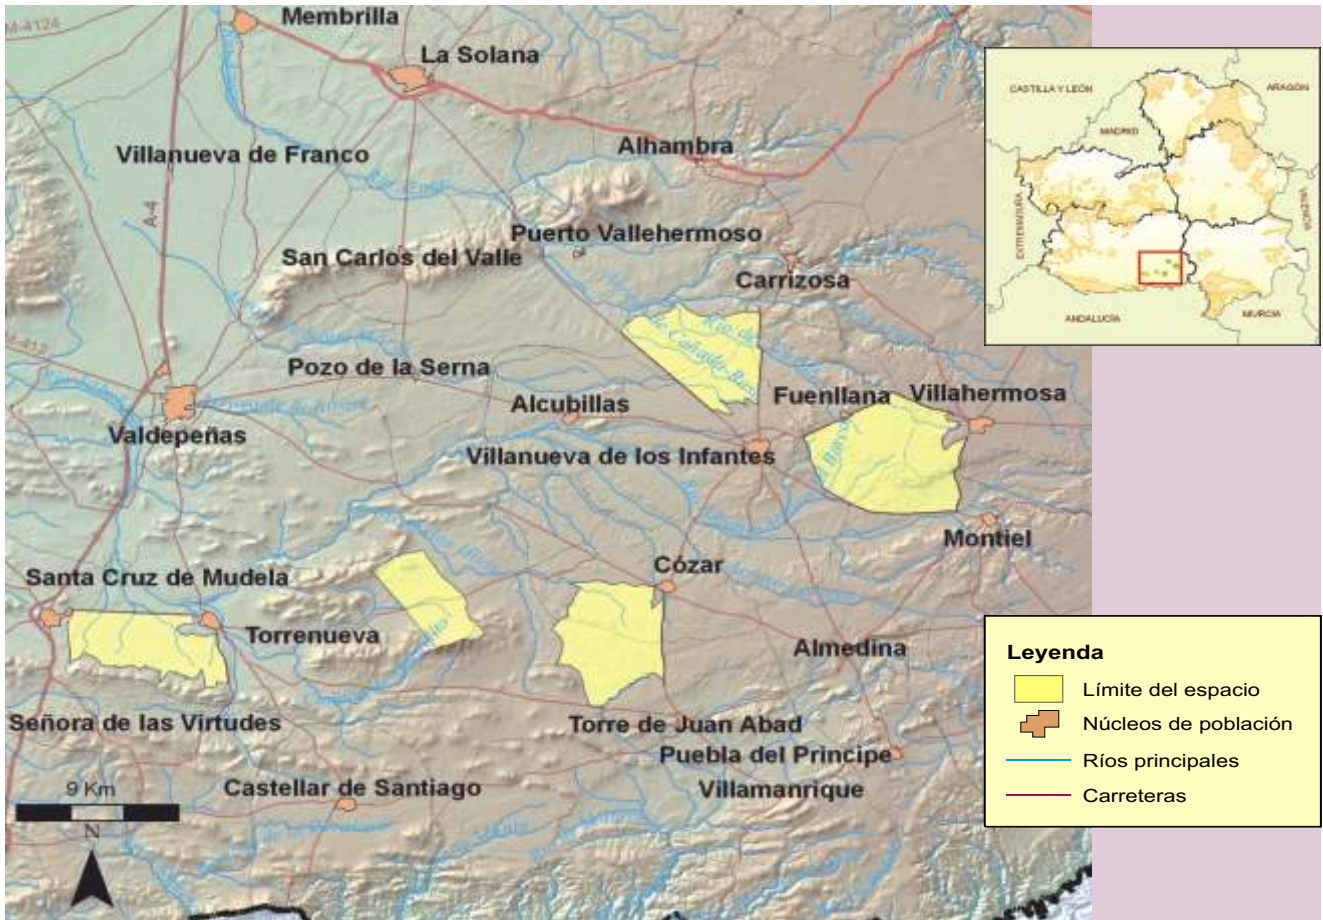 Membrilla
M-4124
La Solana
CASTILLA Y LEÓN
ARAGÓN
MADRID
Villanueva de Franco
Alhambra
EXTREMADURA
VALENCIA
A-4
Puerto Vallehermoso
San Carlos del Valle
Carrizosa
ANDALUCÍA
MURCIA
M-412
Pozo de la Serna
Alcubillas
Fuenllana
Villahermosa
Valdepeñas
Villanueva de los Infantes
Montiel
Cózar
Santa Cruz de Mudela
Torrenueva
Almedina
Señora de las Virtudes
Torre de Juan Abad
Puebla del Principe
Villamanrique
Castellar de Santiago
9 Km
N
Leyenda
Límite del espacio
Núcleos de población
Ríos principales
Carreteras